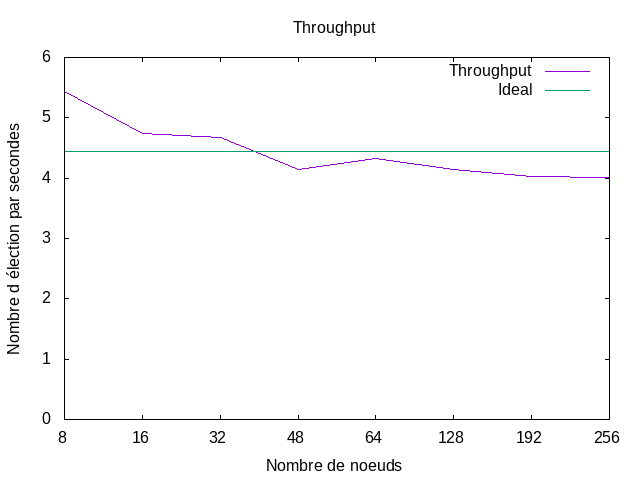 Throughput
Throughput
Ideal
Nombre d élection par secondes
6
5
4
3
2
1
0
8 16 32 48 64 128 192 256
Nombre de noeuds